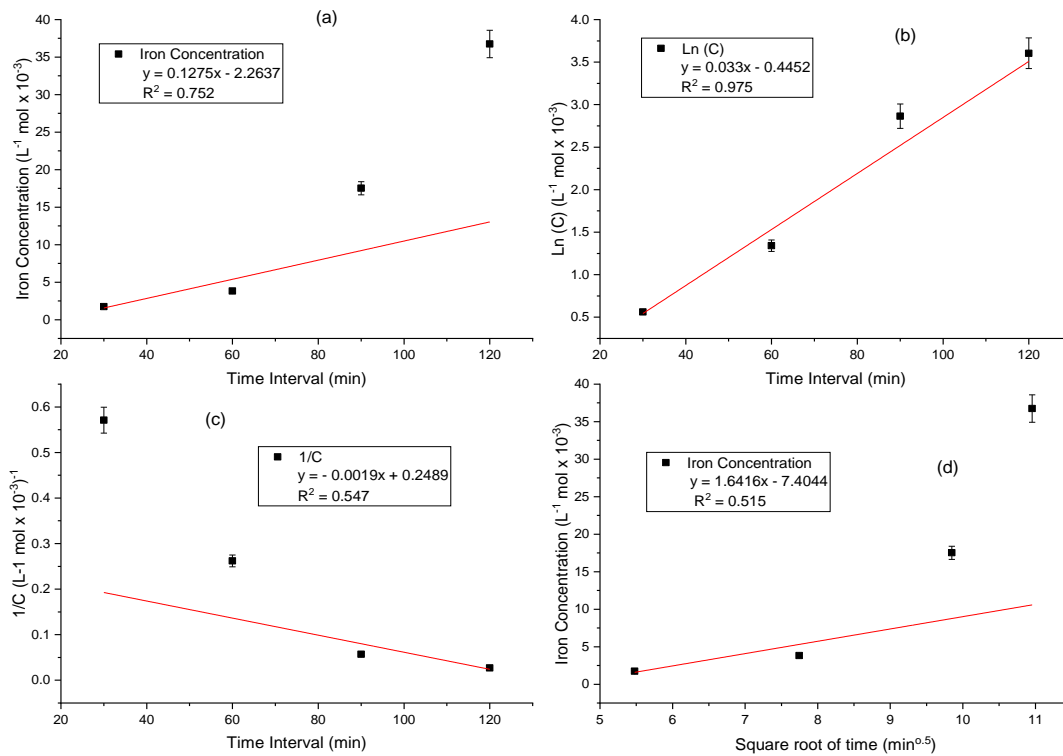 (a)
Iron Concentration
y = 0.1275x - 2.2637
R² = 0.752
Iron Concentration (L⁻¹ mol x 10⁻³)
40
35
30
25
20
15
10
5
0
20 40 60 80 100 120
Time Interval (min)
(b)
Ln (C)
y = 0.033x - 0.4452
R² = 0.975
Ln (C) (L⁻¹ mol x 10⁻³)
3.5
3.0
2.5
2.0
1.5
1.0
0.5
20 40 60 80 100 120
Time Interval (min)
(c)
1/C
y = - 0.0019x + 0.2489
R² = 0.547
1/C (L-1 mol x 10⁻³)⁻¹
0.6
0.5
0.4
0.3
0.2
0.1
0.0
20 40 60 80 100 120
Time Interval (min)
(d)
Iron Concentration
y = 1.6416x - 7.4044
R² = 0.515
Iron Concentration (L⁻¹ mol x 10⁻³)
40
35
30
25
20
15
10
5
0
5 6 7 8 9 10 11
Square root of time (min⁰·⁵)